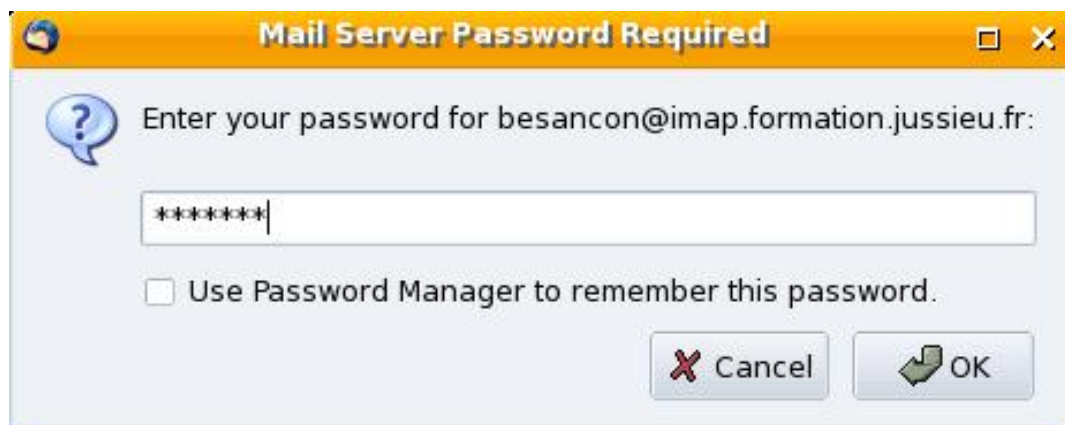 Mail Server Password Required
Enter your password for besancon@imap.formation.jussieu.fr:
*******
Use Password Manager to remember this password.
Cancel OK